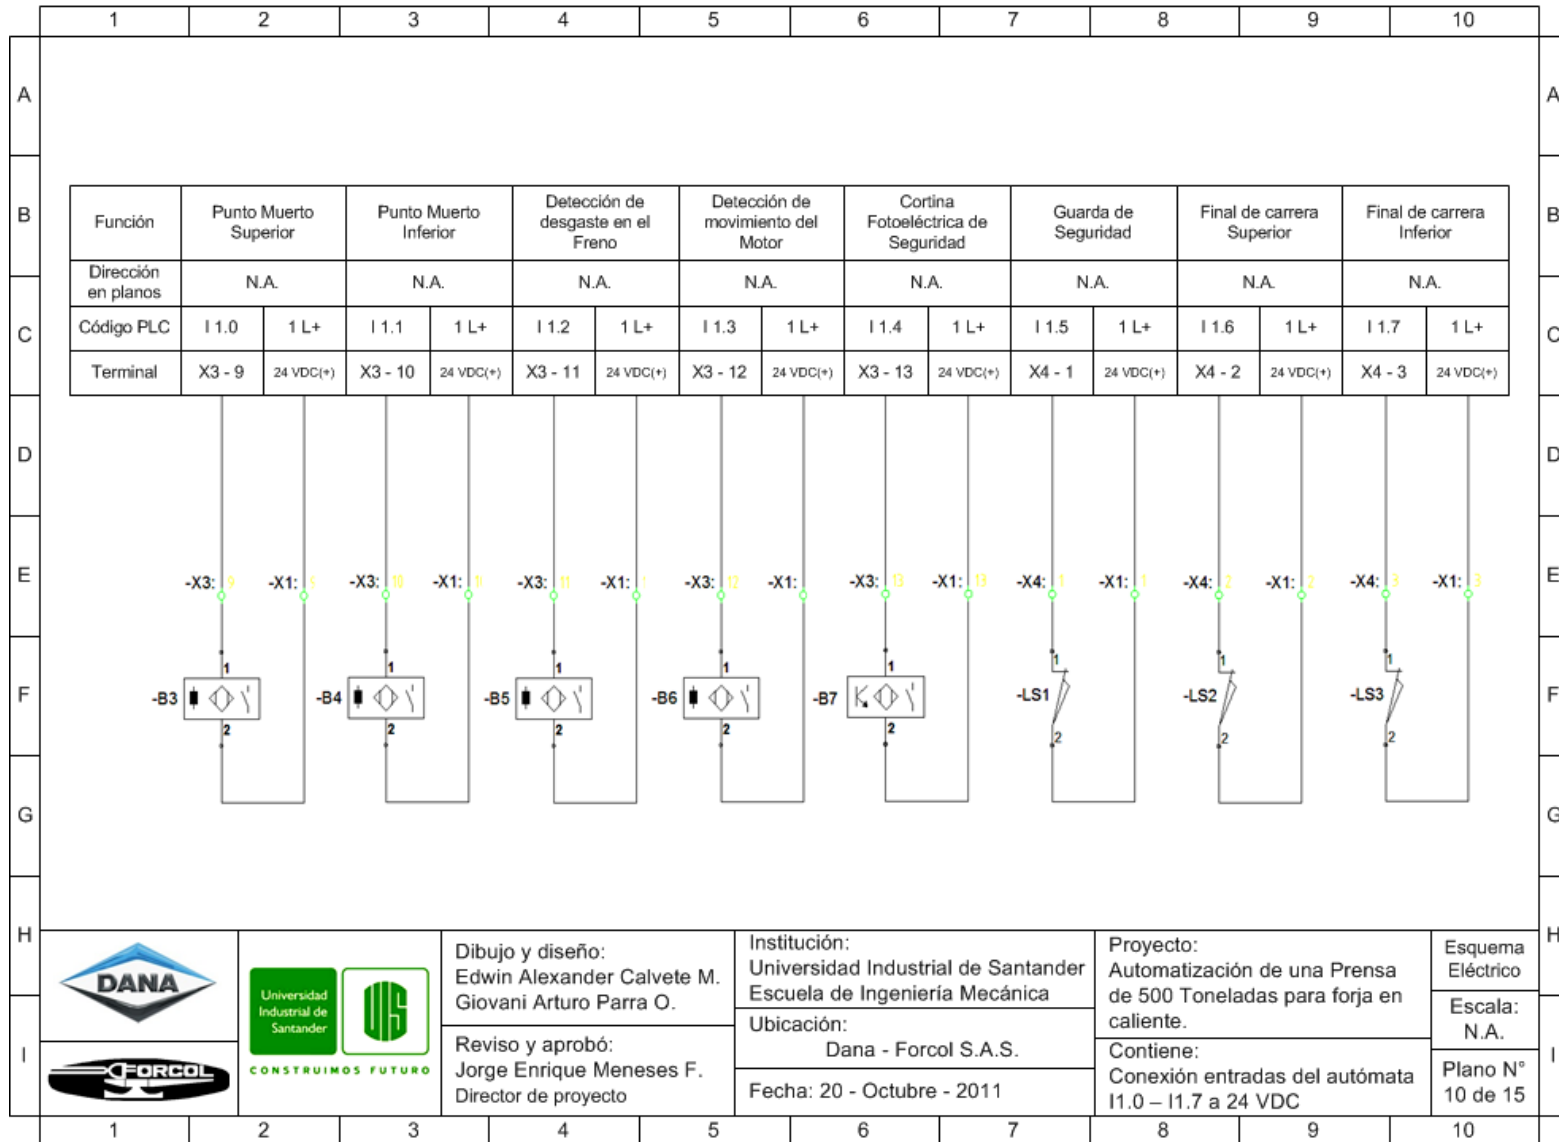 1 2 3 4 5 6 7 8 9 10
A A
B B
C C
D D
E E
F F
G G
H H
I I
Función
Punto Muerto
Superior
Punto Muerto
Inferior
Detección de
desgaste en el
Freno
Detección de
movimiento del
Motor
Cortina
Fotoeléctrica de
Seguridad
Guarda de
Seguridad
Final de carrera
Superior
Final de carrera
Inferior
Dirección
en planos
N.A. N.A. N.A. N.A. N.A. N.A. N.A. N.A.
Código PLC I 1.0 1 L+ I 1.1 1 L+ I 1.2 1 L+ I 1.3 1 L+ I 1.4 1 L+ I 1.5 1 L+ I 1.6 1 L+ I 1.7 1 L+
Terminal X3 - 9 24 VDC(+) X3 - 10 24 VDC(+) X3 - 11 24 VDC(+) X3 - 12 24 VDC(+) X3 - 13 24 VDC(+) X4 - 1 24 VDC(+) X4 - 2 24 VDC(+) X4 - 3 24 VDC(+)
-X3: 9 -X1: 9 -X3: 10 -X1: -X3: 11 -X1: -X3: 12 -X1: -X3: 13 -X1: 13 -X4: 1 -X1: 1 -X4: 2 -X1: 2 -X4: 3 -X1: 3
1 1 1 1 1 1 1 1
-B3 -B4 -B5 -B6 -B7 -LS1 -LS2 -LS3
2 2 2 2 2 2 2 2
DANA
FORCOL
Universidad
Industrial de
Santander
UIS
CONSTRUIMOS FUTURO
Dibujo y diseño:
Edwin Alexander Calvete M.
Giovani Arturo Parra O.
Reviso y aprobó:
Jorge Enrique Meneses F.
Director de proyecto
Institución:
Universidad Industrial de Santander
Escuela de Ingeniería Mecánica
Ubicación:
Dana - Forcol S.A.S.
Fecha: 20 - Octubre - 2011
Proyecto:
Automatización de una Prensa
de 500 Toneladas para forja en
caliente.
Contiene:
Conexión entradas del autómata
I1.0 – I1.7 a 24 VDC
Esquema
Eléctrico
Escala:
N.A.
Plano N°
10 de 15
1 2 3 4 5 6 7 8 9 10